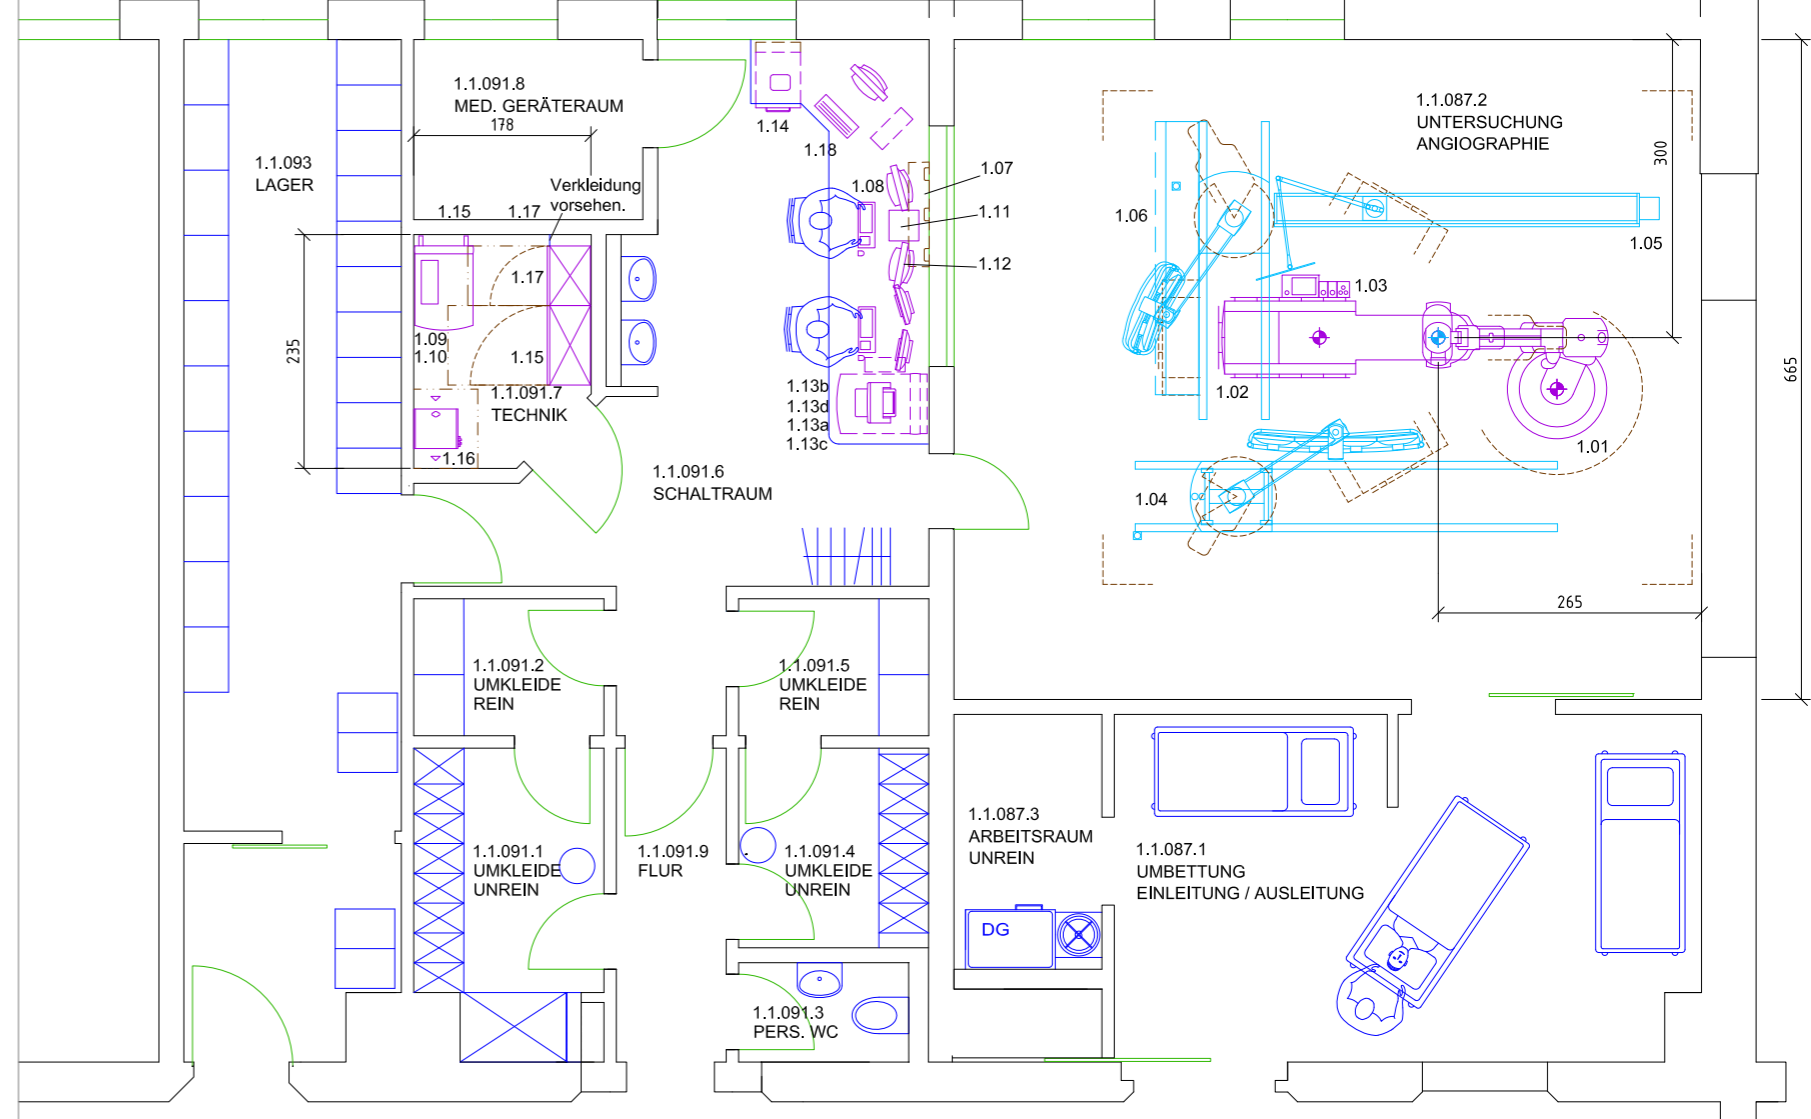 1.1.091.8
MED. GERÄTERAUM
178
1.1.093
LAGER
Verkleidung
vorsehen.
1.15
1.17
1.17
1.15
1.09
1.10
235
1.1.091.7
TECHNIK
1.16
1.14
1.18
1.08
1.07
1.11
1.12
1.13b
1.13d
1.13a
1.13c
1.1.091.6
SCHALTRAUM
1.1.087.2
UNTERSUCHUNG
ANGIOGRAPHIE
300
665
1.06
1.05
1.03
1.02
1.01
1.04
265
1.1.091.2
UMKLEIDE
REIN
1.1.091.5
UMKLEIDE
REIN
1.1.091.1
UMKLEIDE
UNREIN
1.1.091.9
FLUR
1.1.091.4
UMKLEIDE
UNREIN
1.1.087.3
ARBEITSRAUM
UNREIN
DG
1.1.087.1
UMBETTUNG
EINLEITUNG / AUSLEITUNG
1.1.091.3
PERS. WC